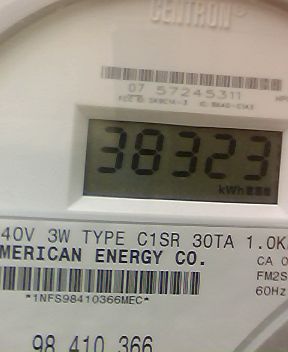 CENTRON®
07 57245311
38323
kWh
40V 3W TYPE C1SR 30TA 1.0K
MERICAN ENERGY CO.
CA 0
FM2S
60Hz
*1NFS98410366MEC*
98 410 366